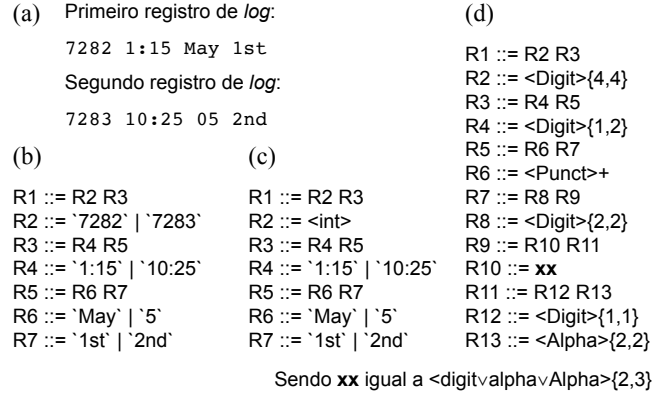 (a) Primeiro registro de log:
7282 1:15 May 1st
Segundo registro de log:
7283 10:25 05 2nd
(b)
R1 ::= R2 R3
R2 ::= `7282` | `7283`
R3 ::= R4 R5
R4 ::= `1:15` | `10:25`
R5 ::= R6 R7
R6 ::= `May` | `5`
R7 ::= `1st` | `2nd`
(c)
R1 ::= R2 R3
R2 ::= <int>
R3 ::= R4 R5
R4 ::= `1:15` | `10:25`
R5 ::= R6 R7
R6 ::= `May` | `5`
R7 ::= `1st` | `2nd`
(d)
R1 ::= R2 R3
R2 ::= <Digit>{4,4}
R3 ::= R4 R5
R4 ::= <Digit>{1,2}
R5 ::= R6 R7
R6 ::= <Punct>+
R7 ::= R8 R9
R8 ::= <Digit>{2,2}
R9 ::= R10 R11
R10 ::= xx
R11 ::= R12 R13
R12 ::= <Digit>{1,1}
R13 ::= <Alpha>{2,2}
Sendo xx igual a <digit∨alpha∨Alpha>{2,3}